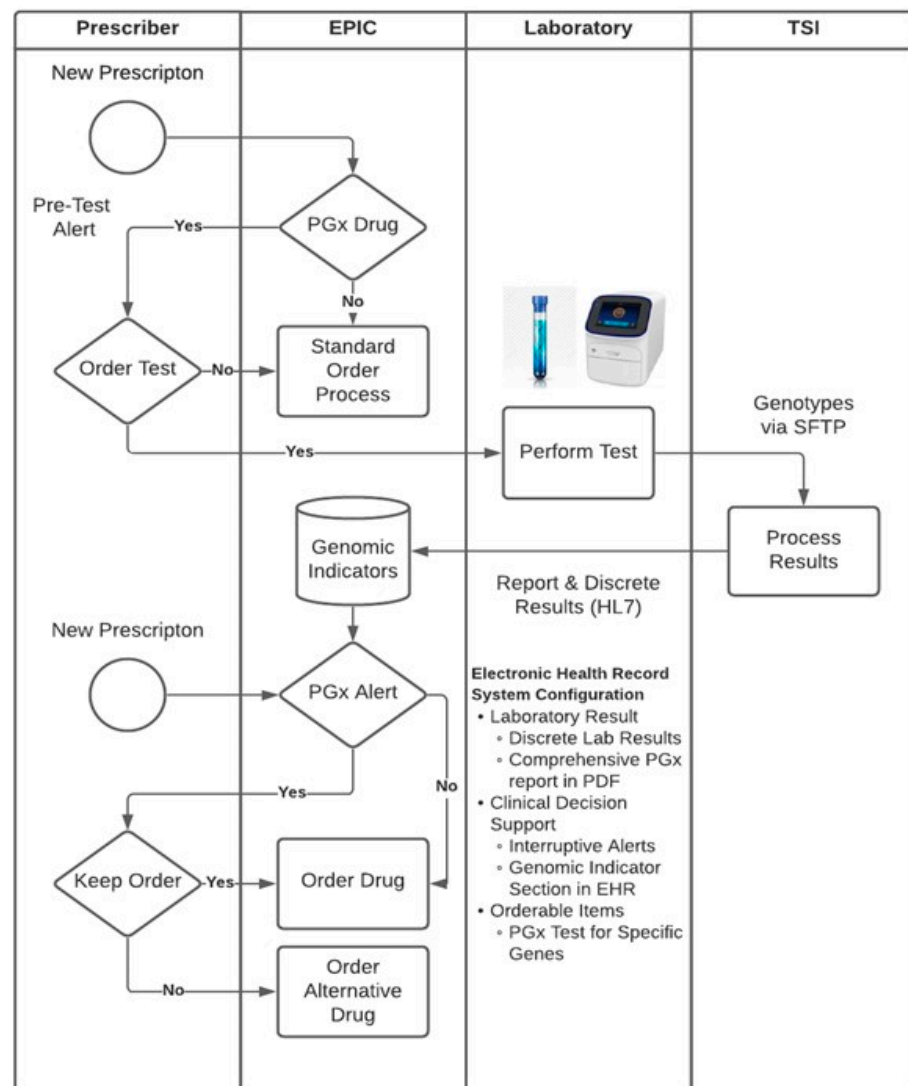 Prescriber
EPIC
Laboratory
TSI
New Prescripton
Pre-Test
Alert
PGx Drug
Yes
No
Order Test
No
Standard
Order
Process
Yes
Perform Test
Genotypes
via SFTP
Process
Results
Genomic
Indicators
Report & Discrete
Results (HL7)
New Prescripton
PGx Alert
Yes
No
Keep Order
Yes
Order Drug
No
Order
Alternative
Drug
Electronic Health Record
System Configuration
• Laboratory Result
◦ Discrete Lab Results
◦ Comprehensive PGx
report in PDF
• Clinical Decision
Support
◦ Interruptive Alerts
◦ Genomic Indicator
Section in EHR
• Orderable Items
◦ PGx Test for Specific
Genes